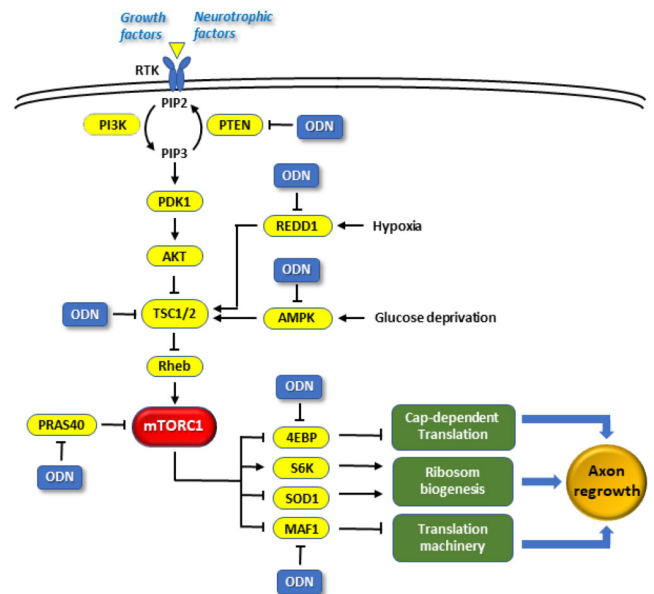 Growth
factors
Neurotrophic
factors
RTK
PIP2
PI3K
PTEN
ODN
PIP3
ODN
PDK1
REDD1
Hypoxia
AKT
ODN
ODN
TSC1/2
AMPK
Glucose deprivation
Rheb
ODN
PRAS40
mTORC1
4EBP
Cap-dependent
Translation
ODN
S6K
SOD1
Ribosom
biogenesis
Axon
regrowth
MAF1
Translation
machinery
ODN